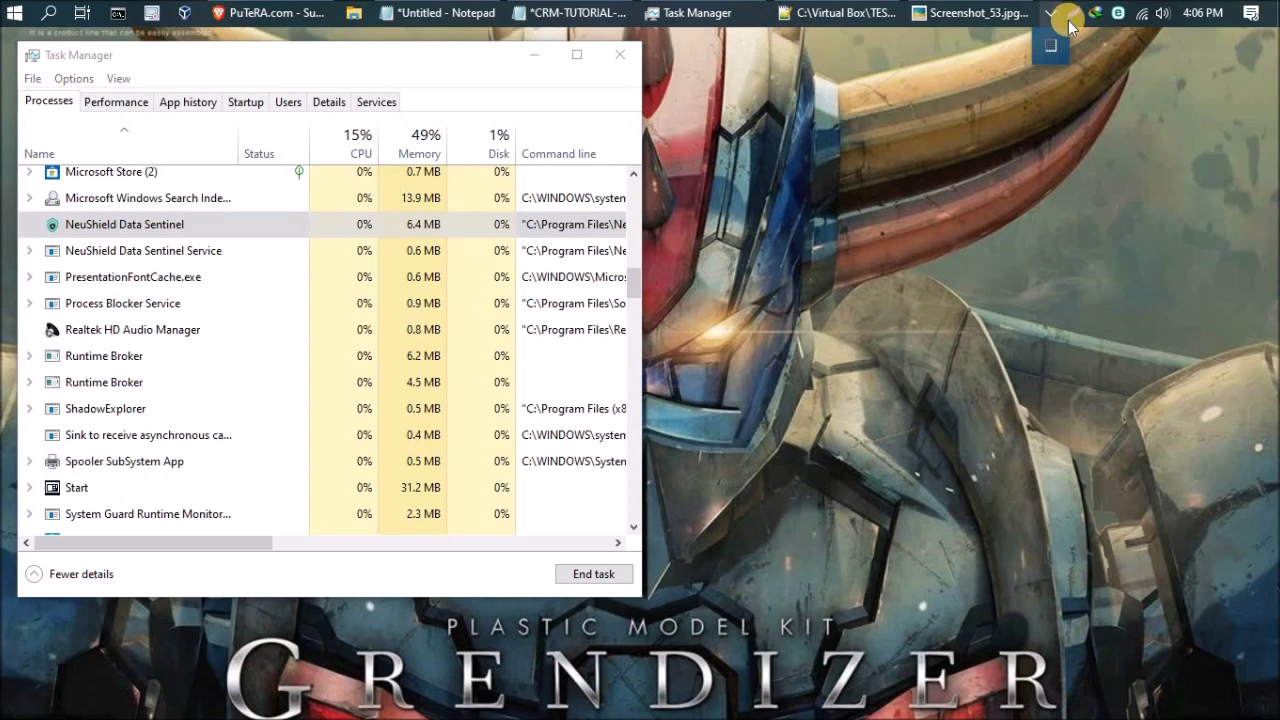 PuTeRA.com - Su...
*Untitled - Notepad
*CRM-TUTORIAL-...
Task Manager
C:\Virtual Box\TES...
Screenshot_53.jpg...
4:06 PM
It is a product line that can be easily assembled
Task Manager
File Options View
Processes Performance App history Startup Users Details Services
15% 49% 1%
Name Status CPU Memory Disk Command line
Microsoft Store (2) 0% 0.7 MB 0%
Microsoft Windows Search Inde... 0% 13.9 MB 0% C:\WINDOWS\system
NeuShield Data Sentinel 0% 6.4 MB 0% "C:\Program Files\Ne
NeuShield Data Sentinel Service 0% 0.6 MB 0% "C:\Program Files\Ne
PresentationFontCache.exe 0% 0.6 MB 0% C:\WINDOWS\Micros
Process Blocker Service 0% 0.9 MB 0% "C:\Program Files\So
Realtek HD Audio Manager 0% 0.8 MB 0% "C:\Program Files\Re
Runtime Broker 0% 6.2 MB 0%
Runtime Broker 0% 4.5 MB 0%
ShadowExplorer 0% 0.5 MB 0% "C:\Program Files (x8
Sink to receive asynchronous ca... 0% 0.4 MB 0% C:\WINDOWS\system
Spooler SubSystem App 0% 0.5 MB 0% C:\WINDOWS\System
Start 0% 31.2 MB 0%
System Guard Runtime Monitor... 0% 2.3 MB 0%
Fewer details End task
PLASTIC MODEL KIT
GRENDIZER